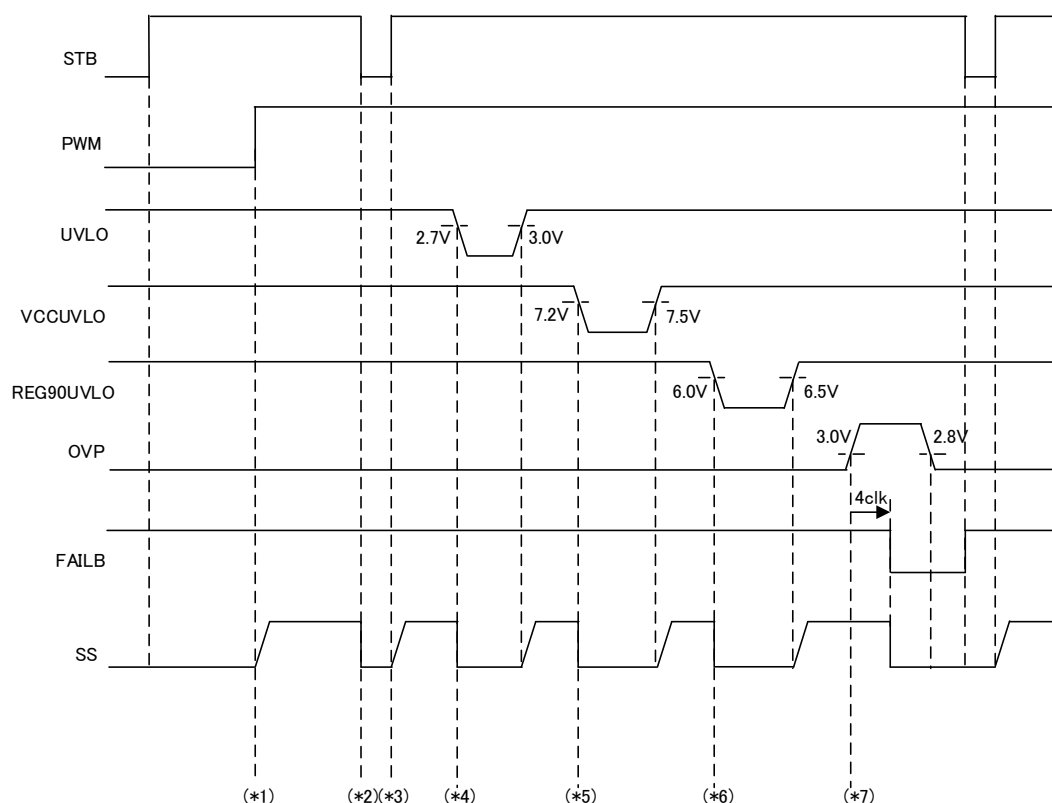 STB
PWM
UVLO
2.7V
3.0V
VCCUVLO
7.2V
7.5V
REG90UVLO
6.0V
6.5V
OVP
3.0V
2.8V
4clk
FAILB
SS
(*1)
(*2)(*3)
(*4)
(*5)
(*6)
(*7)